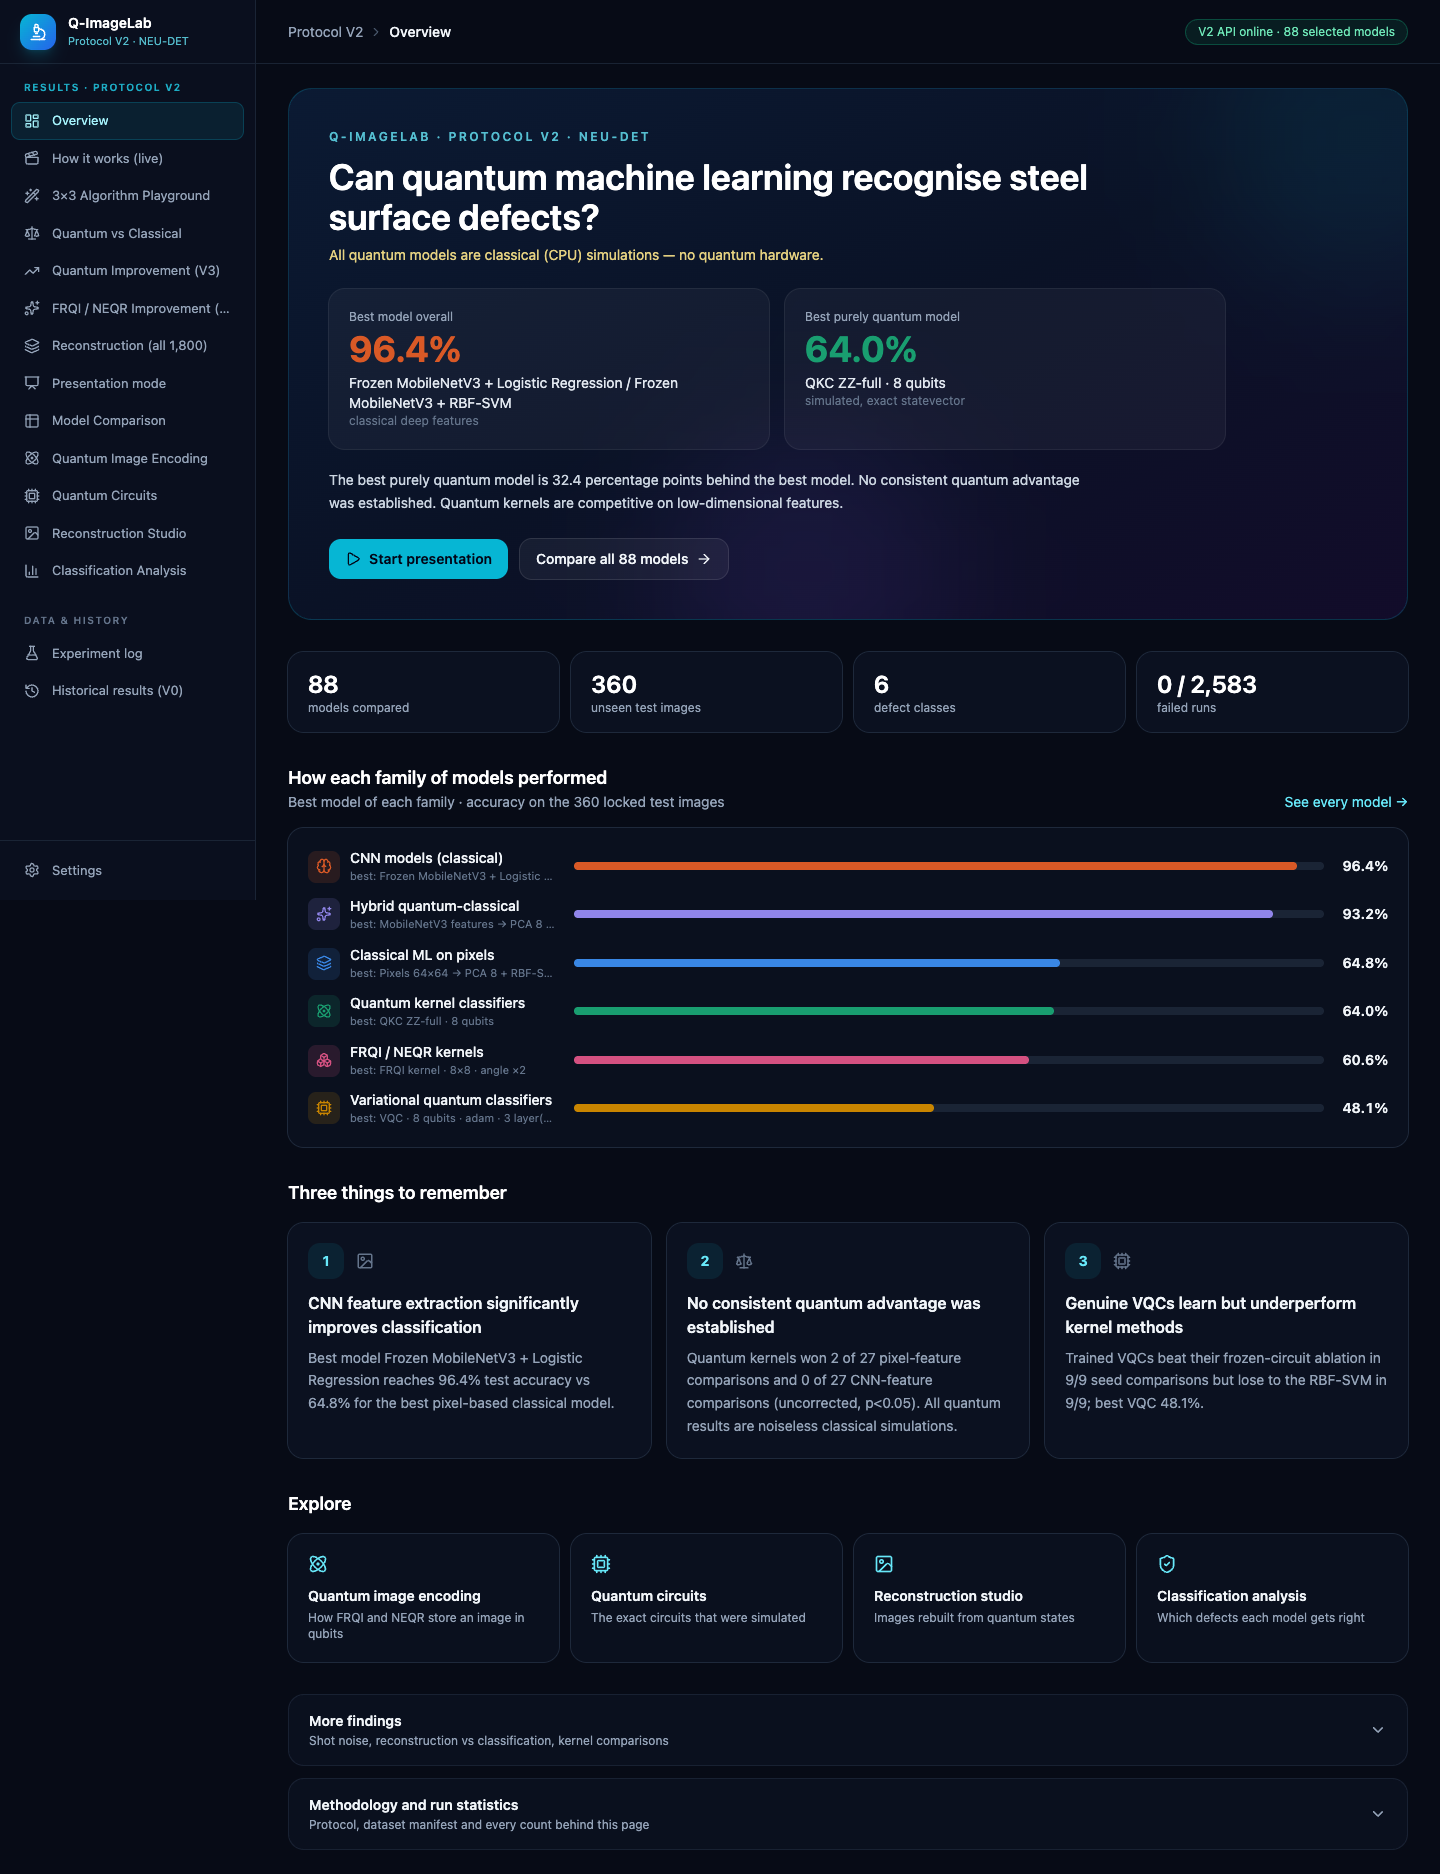 Q-ImageLab
Protocol V2 · NEU-DET
RESULTS · PROTOCOL V2
Overview
How it works (live)
3×3 Algorithm Playground
Quantum vs Classical
Quantum Improvement (V3)
FRQI / NEQR Improvement (...
Reconstruction (all 1,800)
Presentation mode
Model Comparison
Quantum Image Encoding
Quantum Circuits
Reconstruction Studio
Classification Analysis
DATA & HISTORY
Experiment log
Historical results (V0)
Settings
Protocol V2 > Overview
V2 API online · 88 selected models
Q-IMAGELAB · PROTOCOL V2 · NEU-DET
Can quantum machine learning recognise steel
surface defects?
All quantum models are classical (CPU) simulations — no quantum hardware.
Best model overall
96.4%
Frozen MobileNetV3 + Logistic Regression / Frozen
MobileNetV3 + RBF-SVM
classical deep features
Best purely quantum model
64.0%
QKC ZZ-full · 8 qubits
simulated, exact statevector
The best purely quantum model is 32.4 percentage points behind the best model. No consistent quantum advantage
was established. Quantum kernels are competitive on low-dimensional features.
Start presentation
Compare all 88 models →
88
models compared
360
unseen test images
6
defect classes
0 / 2,583
failed runs
How each family of models performed
Best model of each family · accuracy on the 360 locked test images
See every model →
CNN models (classical)
best: Frozen MobileNetV3 + Logistic ...
96.4%
Hybrid quantum-classical
best: MobileNetV3 features → PCA 8 ...
93.2%
Classical ML on pixels
best: Pixels 64×64 → PCA 8 + RBF-S...
64.8%
Quantum kernel classifiers
best: QKC ZZ-full · 8 qubits
64.0%
FRQI / NEQR kernels
best: FRQI kernel · 8×8 · angle ×2
60.6%
Variational quantum classifiers
best: VQC · 8 qubits · adam · 3 layer(...
48.1%
Three things to remember
1
CNN feature extraction significantly
improves classification
Best model Frozen MobileNetV3 + Logistic
Regression reaches 96.4% test accuracy vs
64.8% for the best pixel-based classical model.
2
No consistent quantum advantage was
established
Quantum kernels won 2 of 27 pixel-feature
comparisons and 0 of 27 CNN-feature
comparisons (uncorrected, p<0.05). All quantum
results are noiseless classical simulations.
3
Genuine VQCs learn but underperform
kernel methods
Trained VQCs beat their frozen-circuit ablation in
9/9 seed comparisons but lose to the RBF-SVM in
9/9; best VQC 48.1%.
Explore
Quantum image encoding
How FRQI and NEQR store an image in
qubits
Quantum circuits
The exact circuits that were simulated
Reconstruction studio
Images rebuilt from quantum states
Classification analysis
Which defects each model gets right
More findings
Shot noise, reconstruction vs classification, kernel comparisons
Methodology and run statistics
Protocol, dataset manifest and every count behind this page